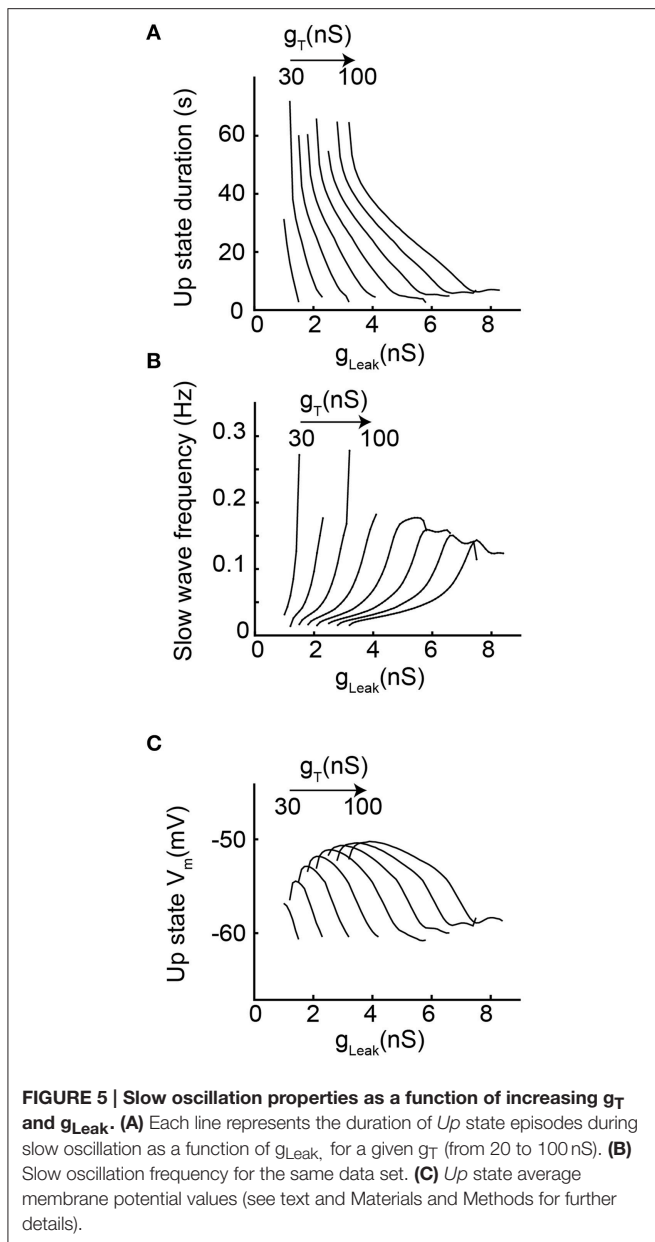 A
g_T(nS)
30 100
Up state duration (s)
60
40
20
0
0 2 4 6 8
g_Leak(nS)
B
g_T(nS)
30 100
Slow wave frequency (Hz)
0.3
0.2
0.1
0
0 2 4 6 8
g_Leak(nS)
C
g_T(nS)
30 100
Up state V_m(mV)
-50
-60
0 2 4 6 8
g_Leak(nS)
FIGURE 5 | Slow oscillation properties as a function of increasing g_T
and g_Leak. (A) Each line represents the duration of Up state episodes during
slow oscillation as a function of g_Leak, for a given g_T (from 20 to 100 nS). (B)
Slow oscillation frequency for the same data set. (C) Up state average
membrane potential values (see text and Materials and Methods for further
details).